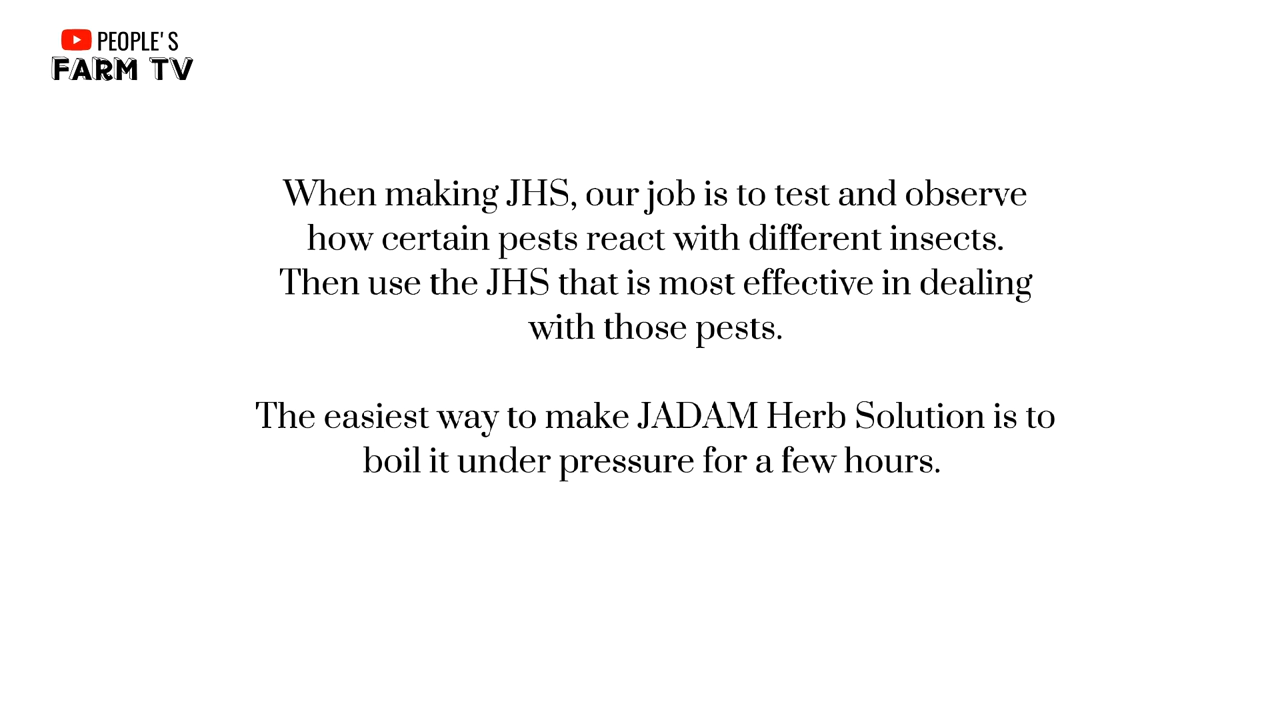 PEOPLE'S
FARM TV
When making JHS, our job is to test and observe
how certain pests react with different insects.
Then use the JHS that is most effective in dealing
with those pests.
The easiest way to make JADAM Herb Solution is to
boil it under pressure for a few hours.